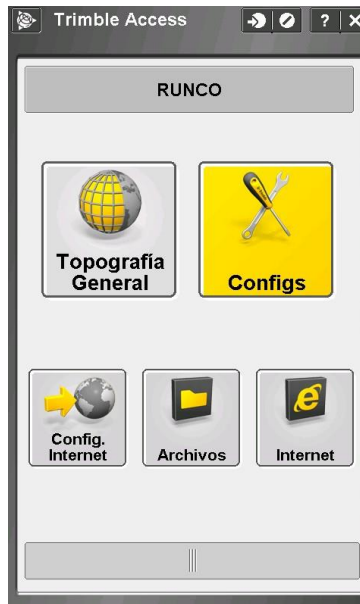 Trimble Access
?
RUNCO
Topografía
General
Configs
Config.
Internet
Archivos
Internet